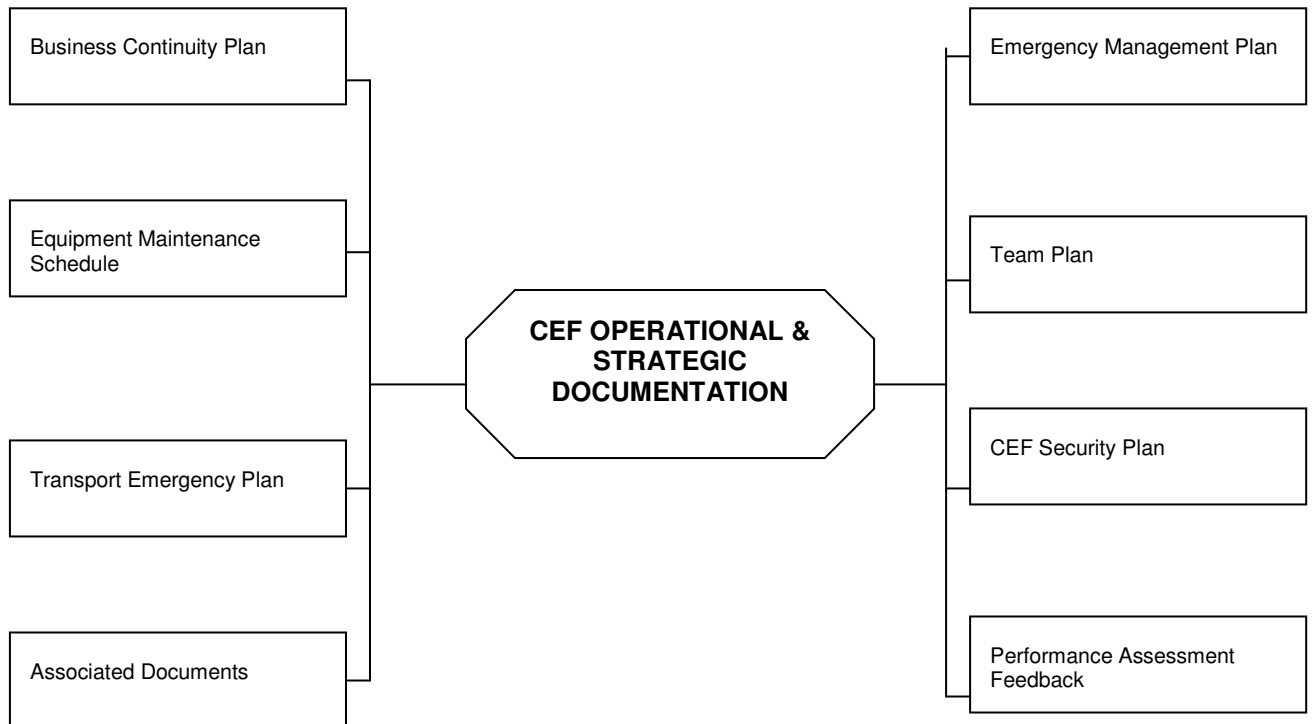 Business Continuity Plan
Equipment Maintenance
Schedule
Transport Emergency Plan
Associated Documents
CEF OPERATIONAL &
STRATEGIC
DOCUMENTATION
Emergency Management Plan
Team Plan
CEF Security Plan
Performance Assessment
Feedback